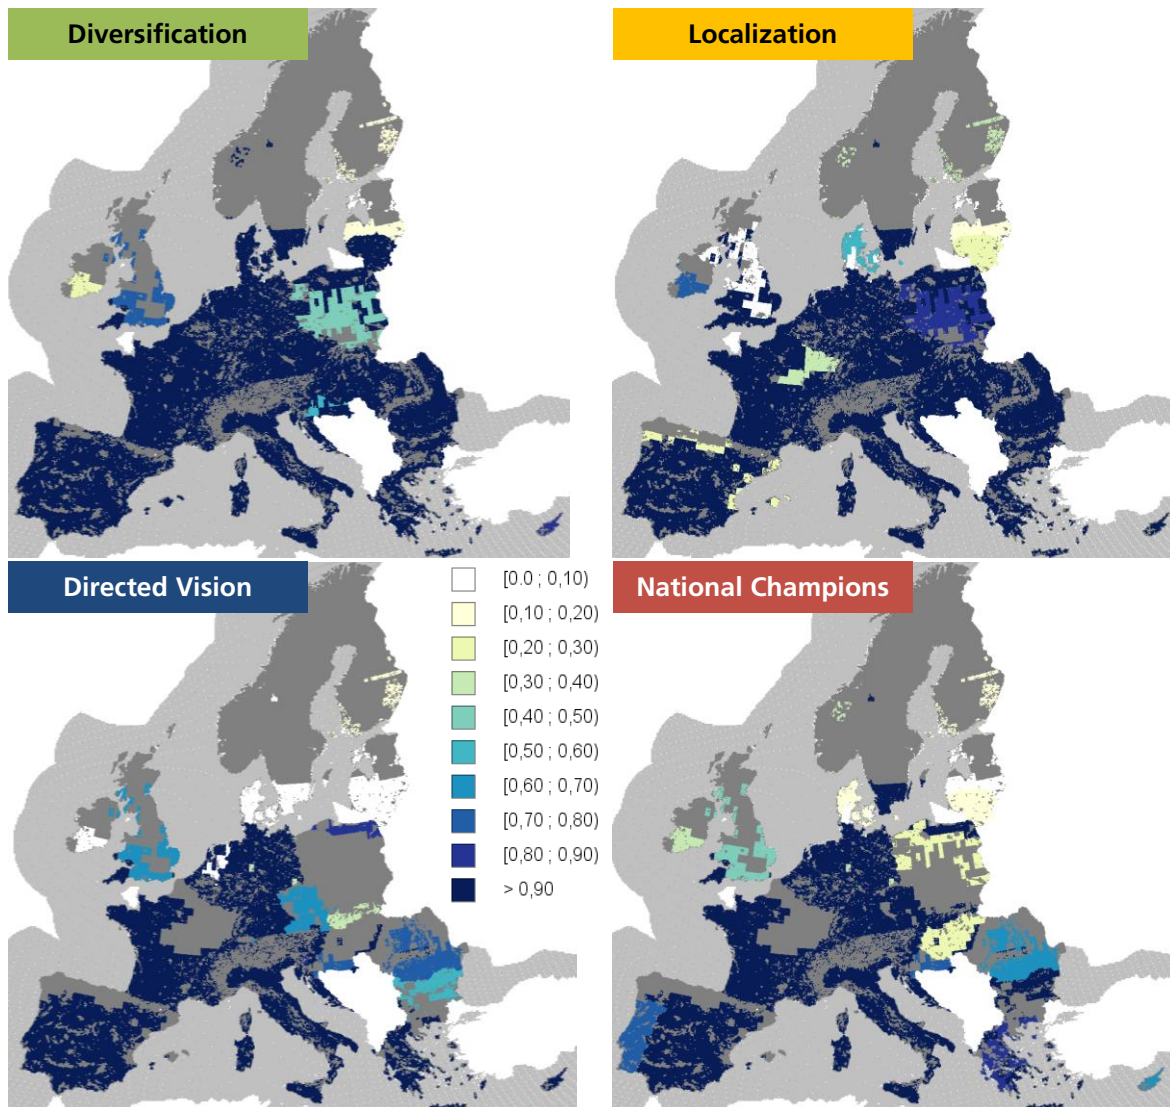 Diversification
Localization
Directed Vision
National Champions
[0.0 ; 0,10)
[0,10 ; 0,20)
[0,20 ; 0,30)
[0,30 ; 0,40)
[0,40 ; 0,50)
[0,50 ; 0,60)
[0,60 ; 0,70)
[0,70 ; 0,80)
[0,80 ; 0,90)
> 0,90